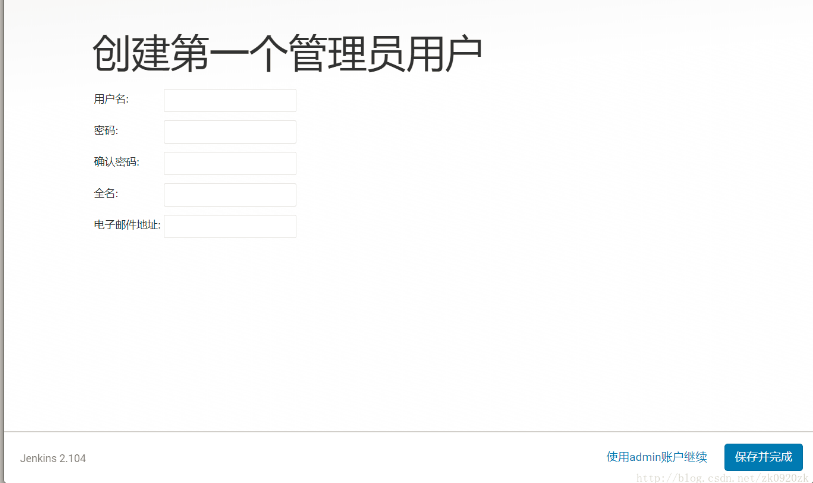 创建第一个管理员用户
用户名:
密码:
确认密码:
全名:
电子邮件地址:
Jenkins 2.104
使用admin账户继续
保存并完成
http://blog.csdn.net/zk0920zk